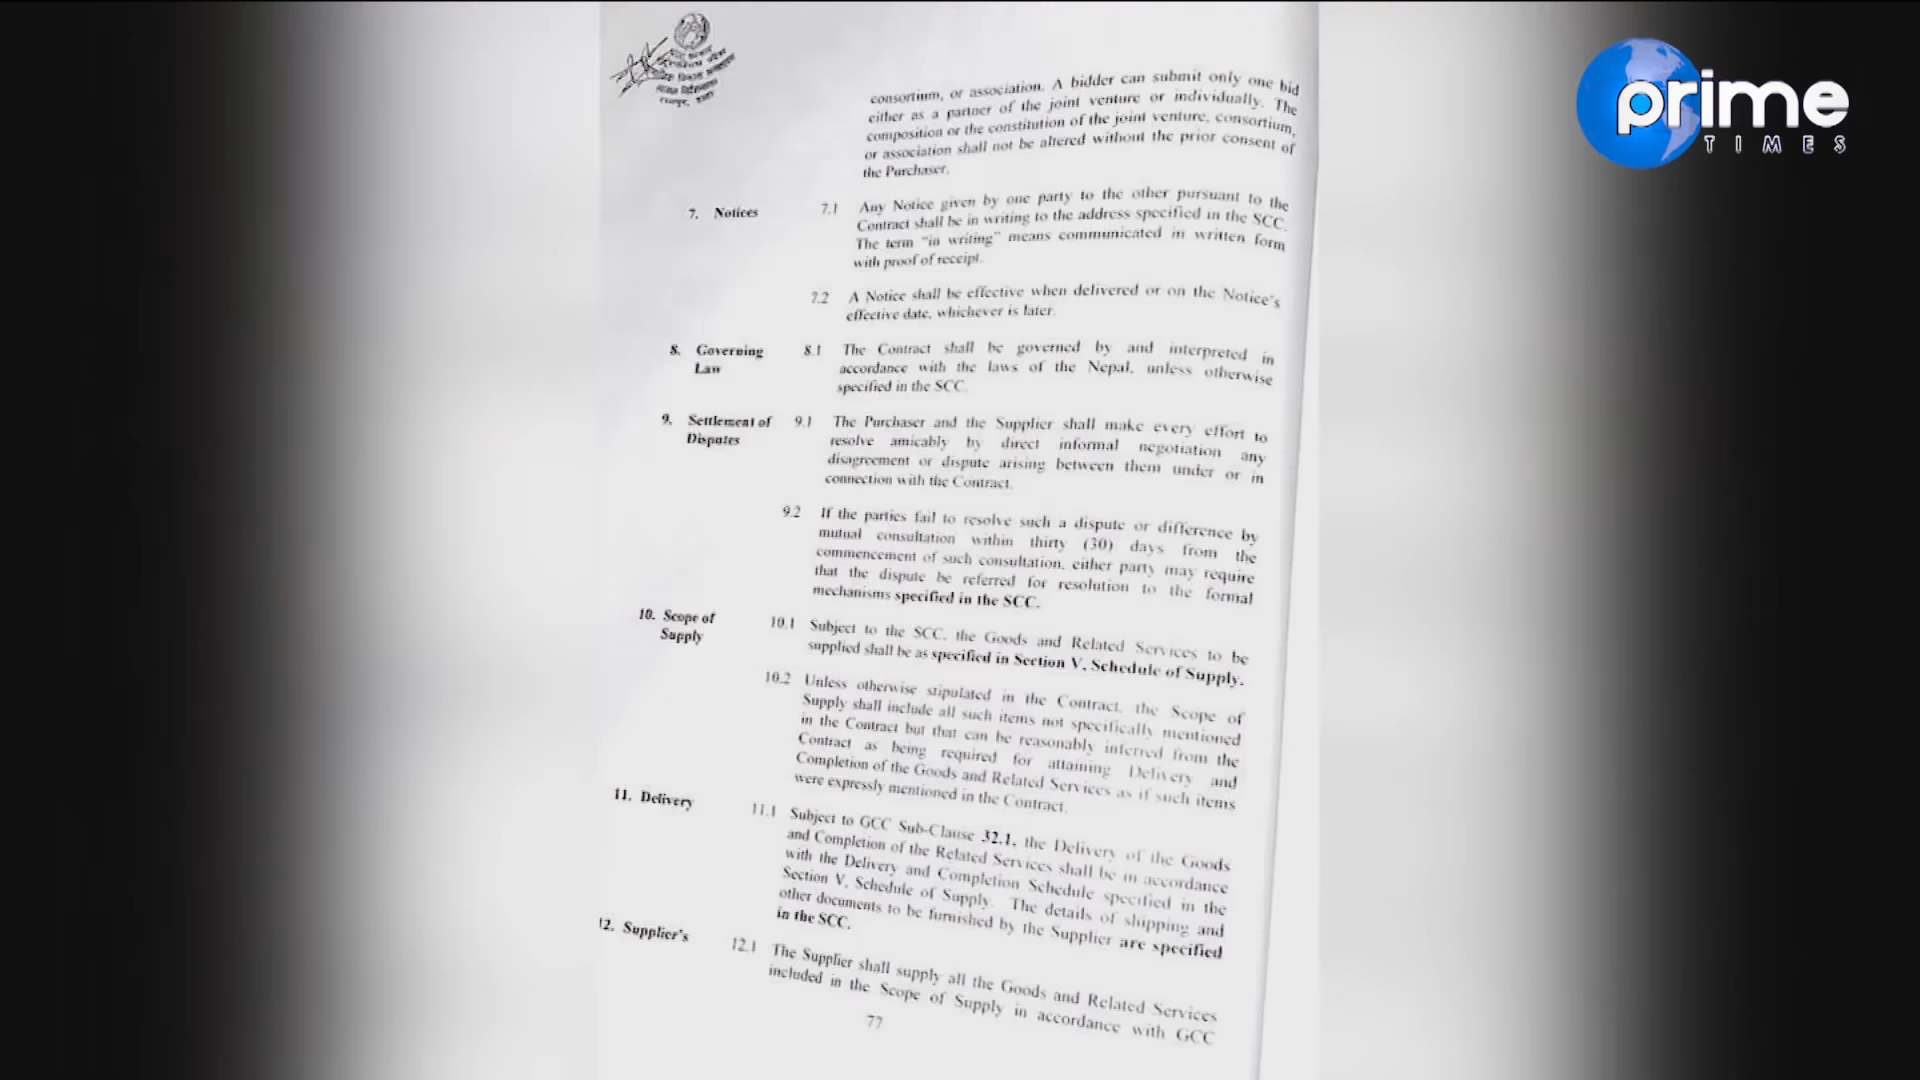 prime
TIMES
consortium, or association. A bidder can submit only one bid
either as a partner of the joint venture or individually. The
composition or the constitution of the joint venture, consortium,
or association shall not be altered without the prior consent of
the Purchaser.
7. Notices
7.1 Any Notice given by one party to the other pursuant to the
Contract shall be in writing to the address specified in the SCC.
The term "in writing" means communicated in written form
with proof of receipt.
7.2 A Notice shall be effective when delivered or on the Notice's
effective date, whichever is later.
8. Governing
Law
8.1 The Contract shall be governed by and interpreted in
accordance with the laws of the Nepal, unless otherwise
specified in the SCC.
9. Settlement of
Disputes
9.1 The Purchaser and the Supplier shall make every effort to
resolve amicably by direct informal negotiation any
disagreement or dispute arising between them under or in
connection with the Contract.
9.2 If the parties fail to resolve such a dispute or difference by
mutual consultation within thirty (30) days from the
commencement of such consultation, either party may require
that the dispute be referred for resolution to the formal
mechanisms specified in the SCC.
10. Scope of
Supply
10.1 Subject to the SCC, the Goods and Related Services to be
supplied shall be as specified in Section V, Schedule of Supply.
10.2 Unless otherwise stipulated in the Contract, the Scope of
Supply shall include all such items not specifically mentioned
in the Contract but that can be reasonably inferred from the
Contract as being required for attaining Delivery and
Completion of the Goods and Related Services as if such items
were expressly mentioned in the Contract.
11. Delivery
11.1 Subject to GCC Sub-Clause 32.1, the Delivery of the Goods
and Completion of the Related Services shall be in accordance
with the Delivery and Completion Schedule specified in the
Section V, Schedule of Supply. The details of shipping and
other documents to be furnished by the Supplier are specified
in the SCC.
12. Supplier's
12.1 The Supplier shall supply all the Goods and Related Services
included in the Scope of Supply in accordance with GCC
77